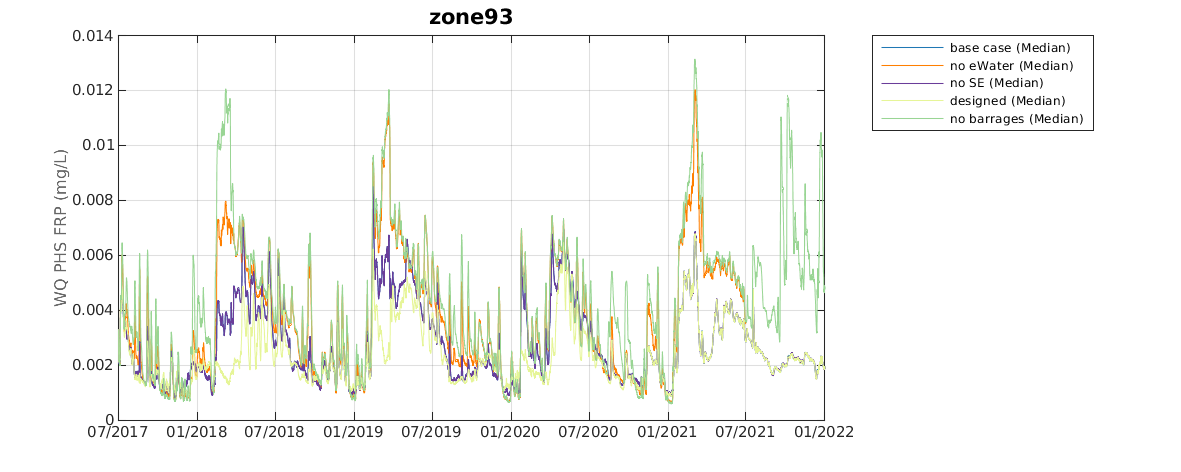 zone93
WQ PHS FRP (mg/L)
0.014
0.012
0.01
0.008
0.006
0.004
0.002
0
07/2017 01/2018 07/2018 01/2019 07/2019 01/2020 07/2020 01/2021 07/2021 01/2022
base case (Median)
no eWater (Median)
no SE (Median)
designed (Median)
no barrages (Median)